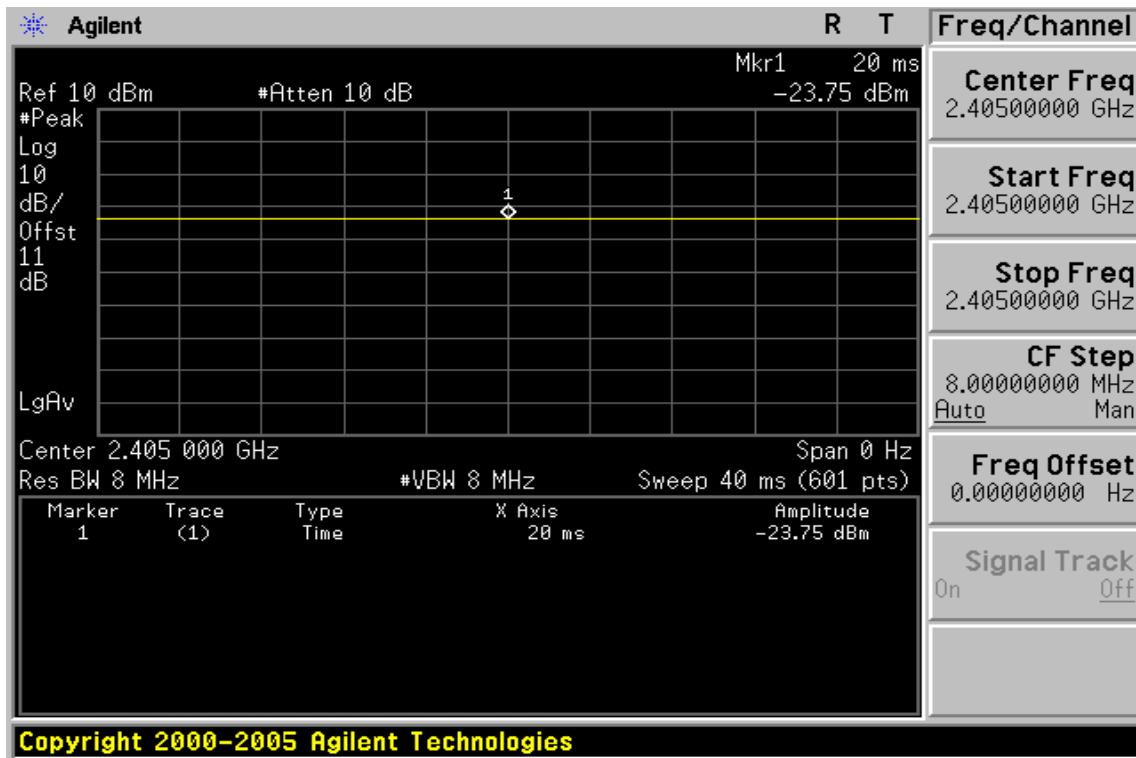 Agilent R T
Mkr1 20 ms
Ref 10 dBm #Atten 10 dB −23.75 dBm
#Peak
Log
10
dB/
Offst
11
dB
1
LgAv
Center 2.405 000 GHz Span 0 Hz
Res BW 8 MHz #VBW 8 MHz Sweep 40 ms (601 pts)
Marker Trace Type X Axis Amplitude
1 (1) Time 20 ms −23.75 dBm
Freq/Channel
Center Freq
2.40500000 GHz
Start Freq
2.40500000 GHz
Stop Freq
2.40500000 GHz
CF Step
8.00000000 MHz
Auto Man
Freq Offset
0.00000000 Hz
Signal Track
On Off
Copyright 2000–2005 Agilent Technologies